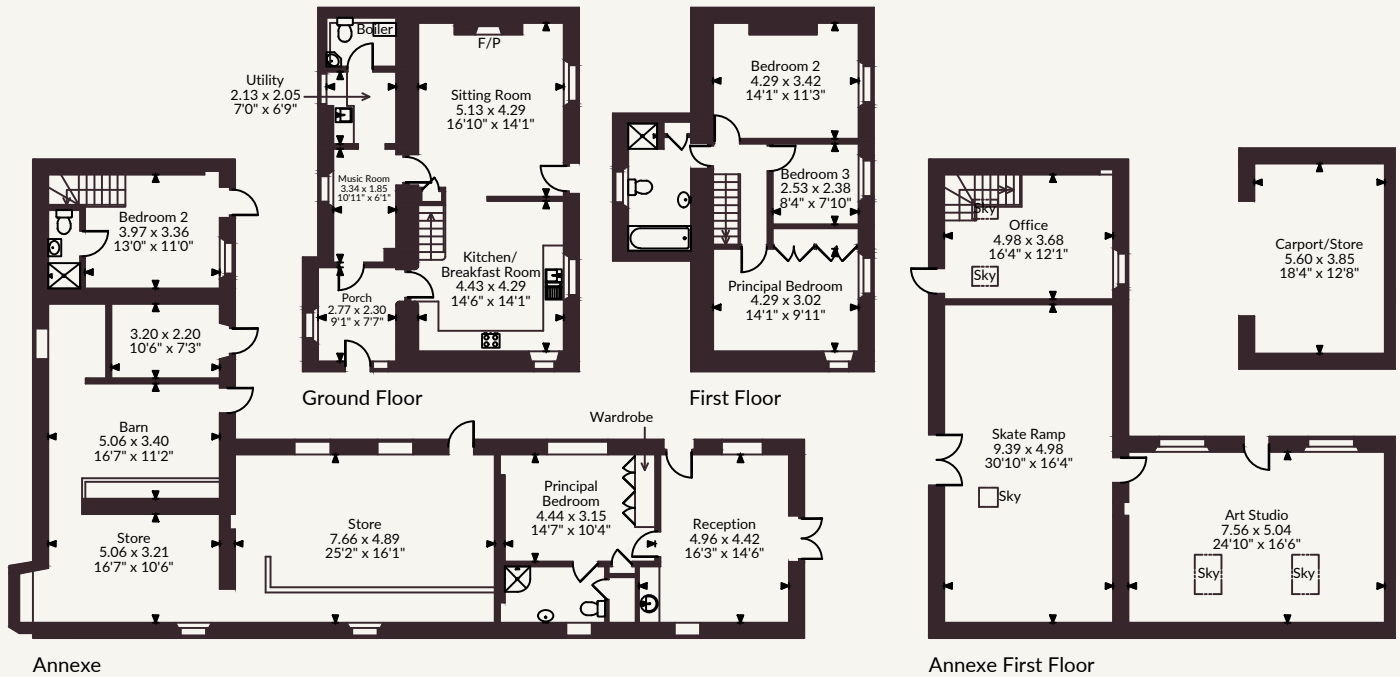 Boiler
F/P
Utility
2.13 x 2.05
7'0" x 6'9"
Sitting Room
5.13 x 4.29
16'10" x 14'1"
Music Room
3.34 x 1.85
10'11" x 6'1"
Kitchen/
Breakfast Room
4.43 x 4.29
14'6" x 14'1"
Porch
2.77 x 2.30
9'1" x 7'7"
Ground Floor
Bedroom 2
4.29 x 3.42
14'1" x 11'3"
Bedroom 3
2.53 x 2.38
8'4" x 7'10"
Principal Bedroom
4.29 x 3.02
14'1" x 9'11"
First Floor
Bedroom 2
3.97 x 3.36
13'0" x 11'0"
3.20 x 2.20
10'6" x 7'3"
Barn
5.06 x 3.40
16'7" x 11'2"
Store
5.06 x 3.21
16'7" x 10'6"
Store
7.66 x 4.89
25'2" x 16'1"
Wardrobe
Principal
Bedroom
4.44 x 3.15
14'7" x 10'4"
Reception
4.96 x 4.42
16'3" x 14'6"
Annexe
Sky
Office
4.98 x 3.68
16'4" x 12'1"
Sky
Skate Ramp
9.39 x 4.98
30'10" x 16'4"
Sky
Carport/Store
5.60 x 3.85
18'4" x 12'8"
Art Studio
7.56 x 5.04
24'10" x 16'6"
Sky
Sky
Annexe First Floor